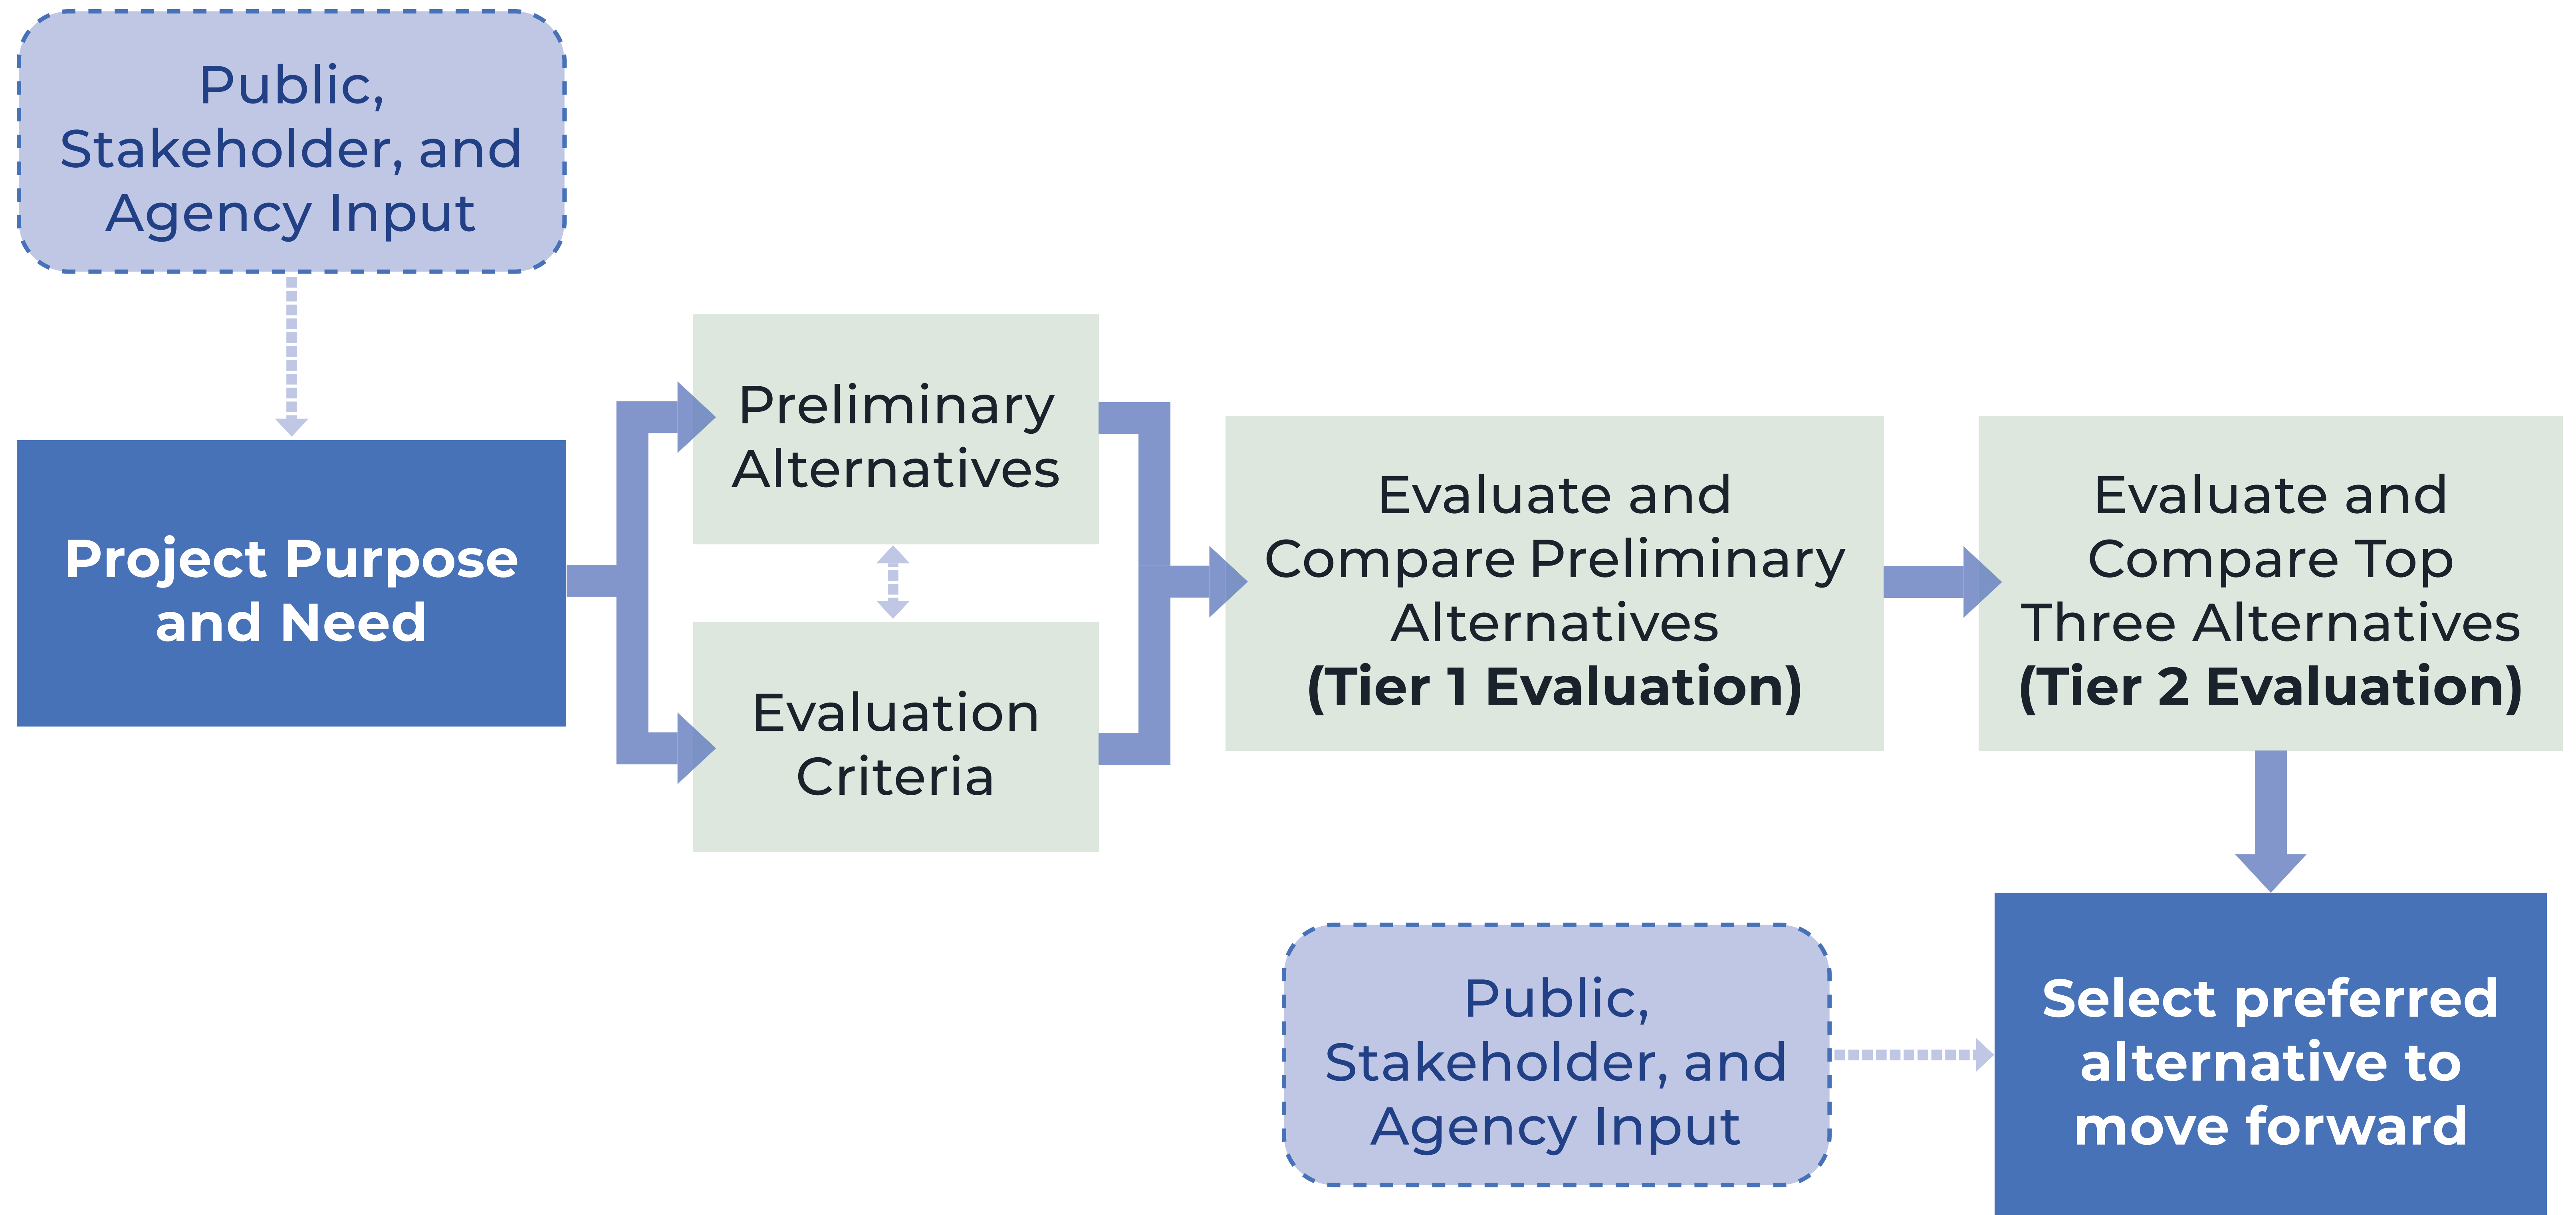 Public,
Stakeholder, and
Agency Input
Project Purpose
and Need
Preliminary
Alternatives
Evaluation
Criteria
Evaluate and
Compare Preliminary
Alternatives
(Tier 1 Evaluation)
Evaluate and
Compare Top
Three Alternatives
(Tier 2 Evaluation)
Public,
Stakeholder, and
Agency Input
Select preferred
alternative to
move forward